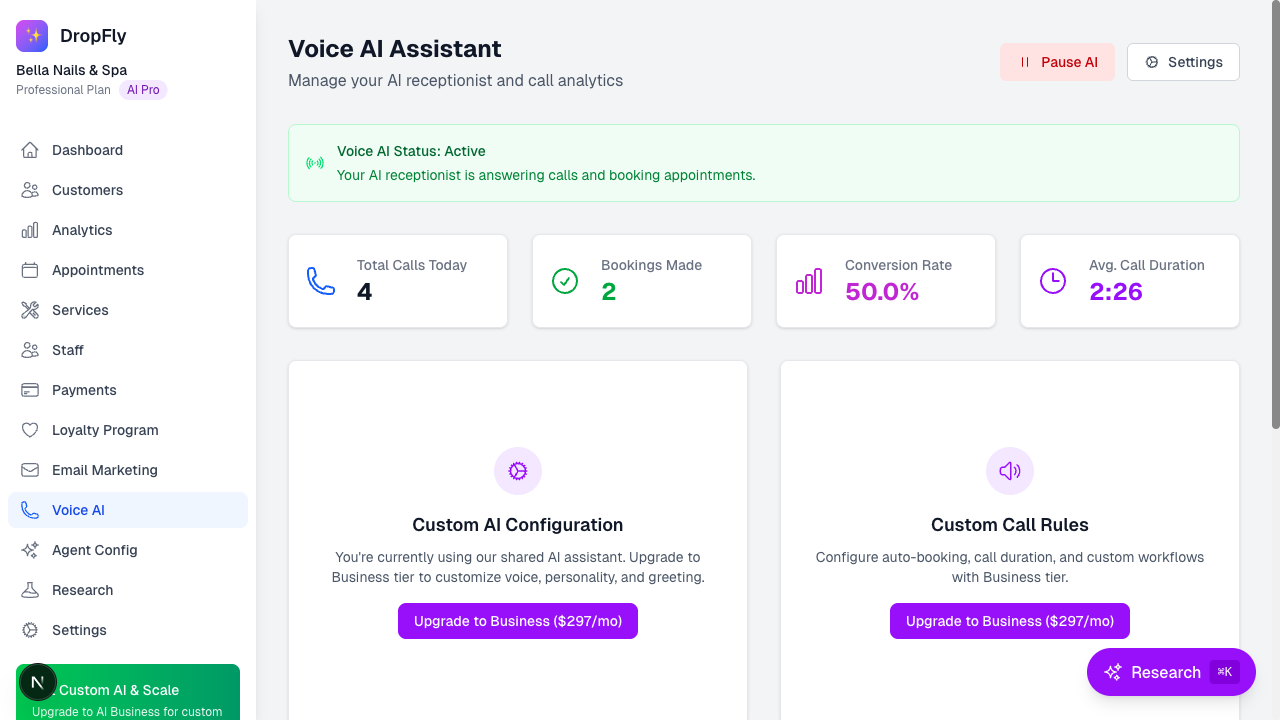 DropFly
Bella Nails & Spa
Professional Plan AI Pro
Dashboard
Customers
Analytics
Appointments
Services
Staff
Payments
Loyalty Program
Email Marketing
Voice AI
Agent Config
Research
Settings
Custom AI & Scale
Upgrade to AI Business for custom
N
Voice AI Assistant
Manage your AI receptionist and call analytics
Pause AI
Settings
Voice AI Status: Active
Your AI receptionist is answering calls and booking appointments.
Total Calls Today
4
Bookings Made
2
Conversion Rate
50.0%
Avg. Call Duration
2:26
Custom AI Configuration
You're currently using our shared AI assistant. Upgrade to
Business tier to customize voice, personality, and greeting.
Upgrade to Business ($297/mo)
Custom Call Rules
Configure auto-booking, call duration, and custom workflows
with Business tier.
Upgrade to Business ($297/mo)
Research ⌘K